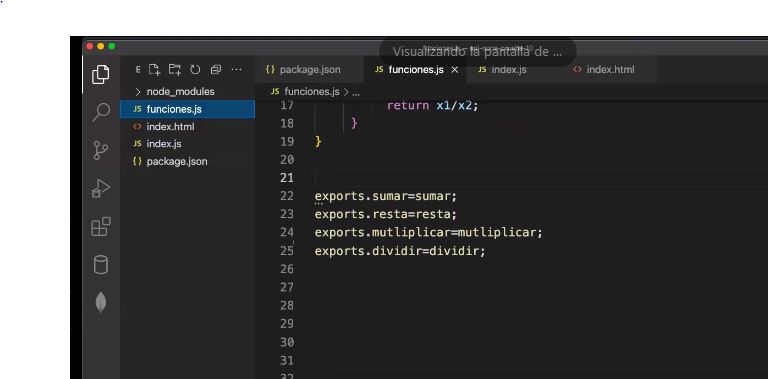 Visualizando la pantalla de ...
E ...
{} package.json
JS funciones.js ×
JS index.js
<> index.html
> node_modules
JS funciones.js > ...
JS funciones.js
<> index.html
JS index.js
{} package.json
17 return x1/x2;
18 }
19 }
20
21
22 exports.sumar=sumar;
23 exports.resta=resta;
24 exports.mutliplicar=mutliplicar;
25 exports.dividir=dividir;
26
27
28
29
30
31
32